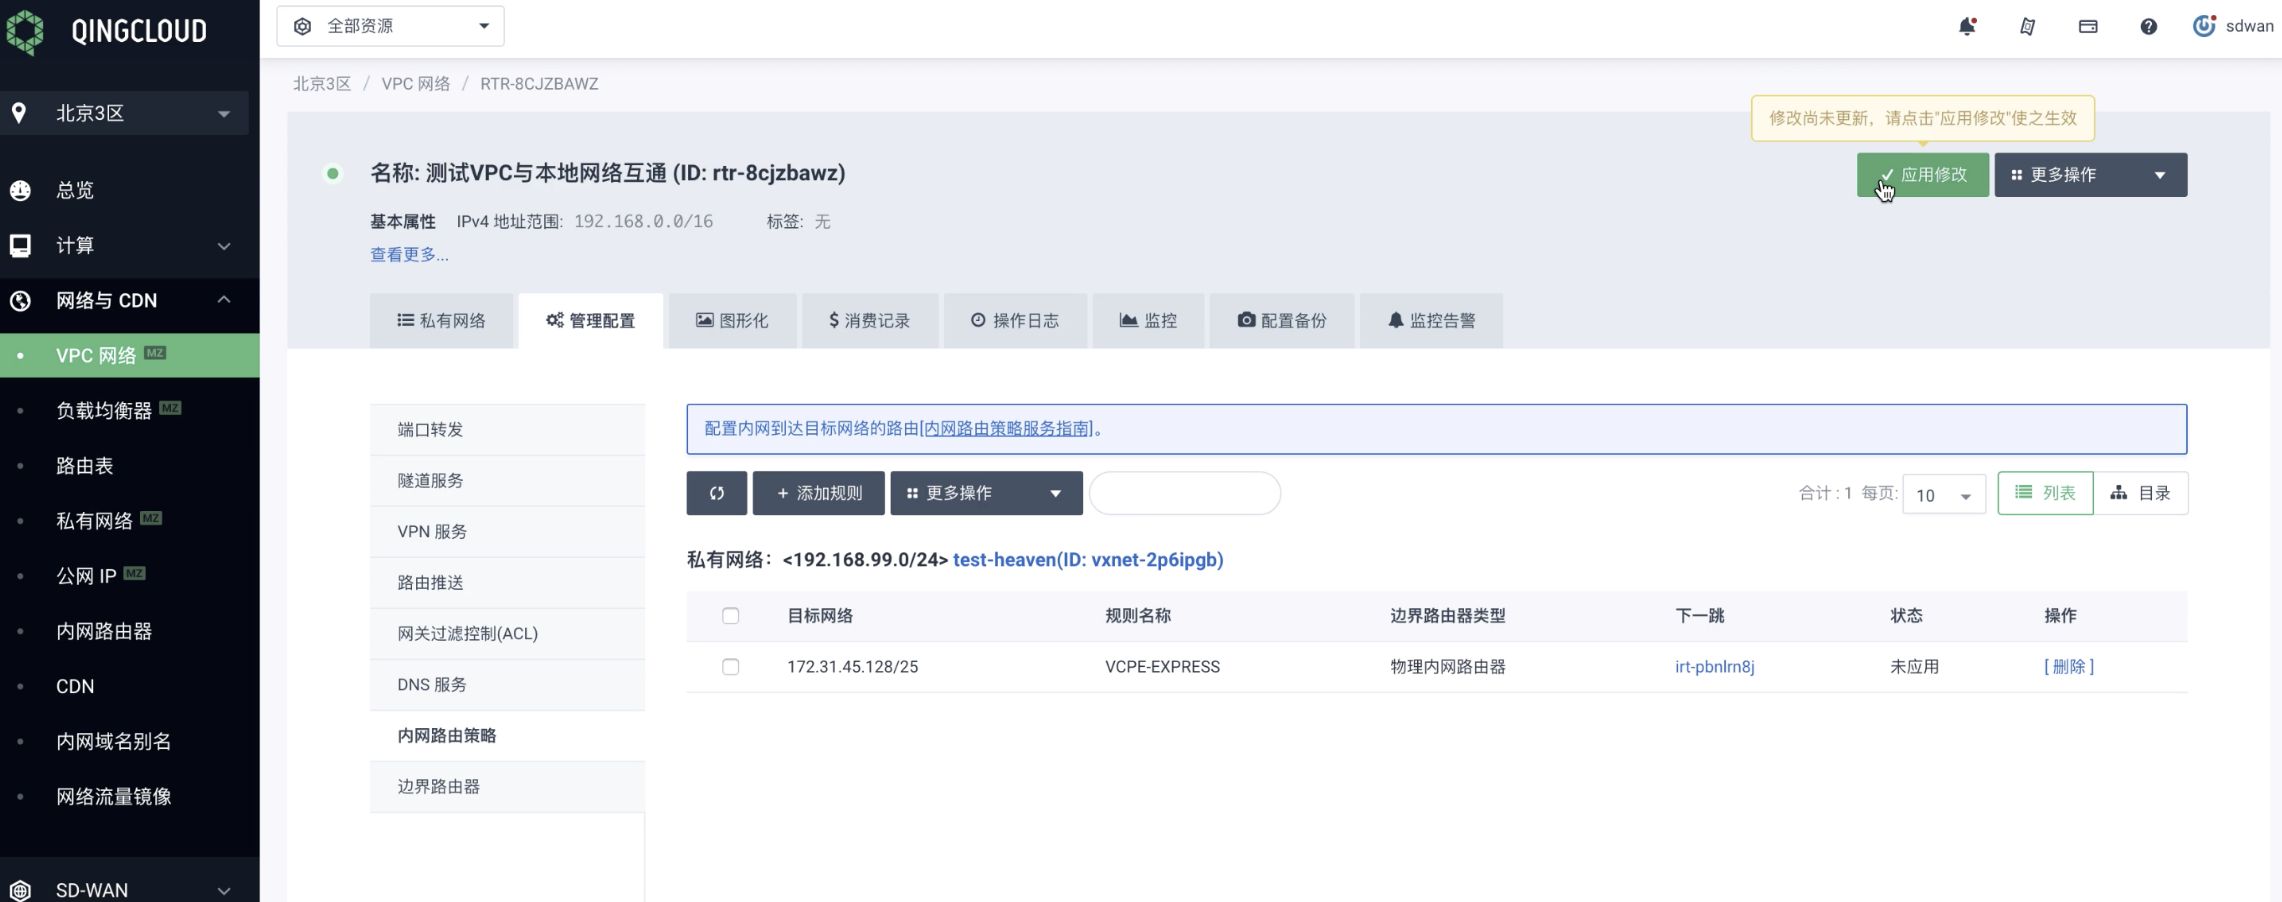 QINGCLOUD
全部资源
sdwan
北京3区
北京3区 / VPC 网络 / RTR-8CJZBAWZ
修改尚未更新，请点击"应用修改"使之生效
名称: 测试VPC与本地网络互通 (ID: rtr-8cjzbawz)
应用修改
更多操作
基本属性 IPv4 地址范围: 192.168.0.0/16 标签: 无
查看更多...
总览
计算
网络与 CDN
VPC 网络 MZ
负载均衡器 MZ
路由表
私有网络 MZ
公网 IP MZ
内网路由器
CDN
内网域名别名
网络流量镜像
SD-WAN
私有网络
管理配置
图形化
消费记录
操作日志
监控
配置备份
监控告警
端口转发
隧道服务
VPN 服务
路由推送
网关过滤控制(ACL)
DNS 服务
内网路由策略
边界路由器
配置内网到达目标网络的路由[内网路由策略服务指南]。
+ 添加规则
更多操作
合计 : 1 每页: 10
列表
目录
私有网络：<192.168.99.0/24> test-heaven(ID: vxnet-2p6ipgb)
目标网络 规则名称 边界路由器类型 下一跳 状态 操作
172.31.45.128/25 VCPE-EXPRESS 物理内网路由器 irt-pbnlrn8j 未应用 [ 删除 ]